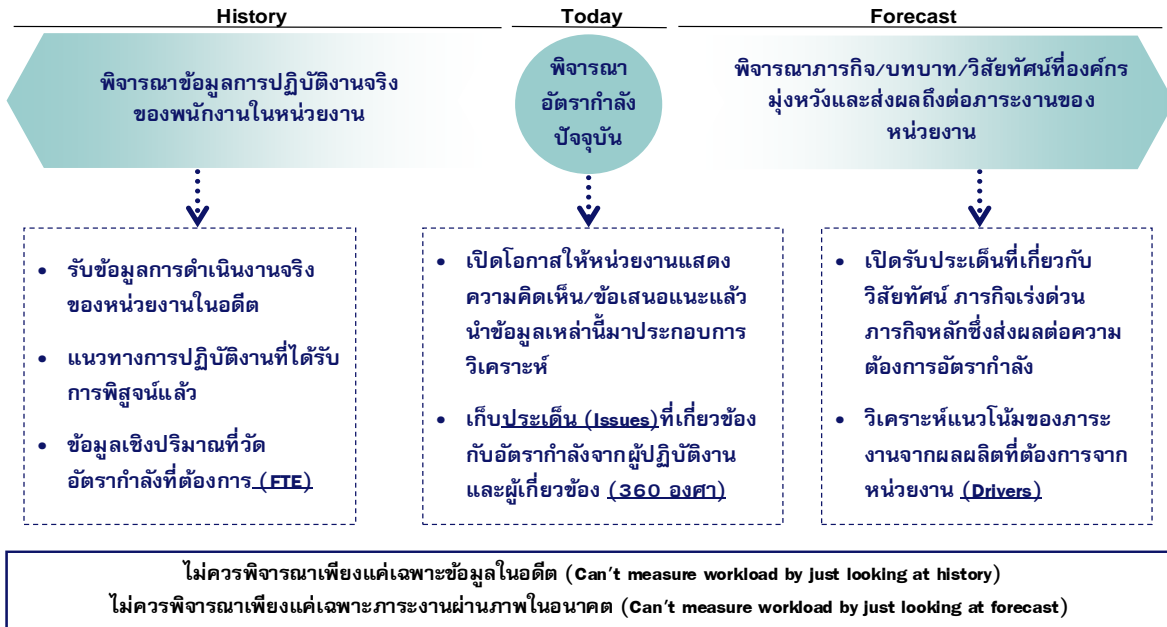 History
Today
Forecast
พิจารณาข้อมูลการปฏิบัติงานจริง
ของพนักงานในหน่วยงาน
พิจารณา
อัตรากำลัง
ปัจจุบัน
พิจารณาภารกิจ/บทบาท/วิสัยทัศน์ที่องค์กร
มุ่งหวังและส่งผลถึงต่อภาระงานของ
หน่วยงาน
• รับข้อมูลการดำเนินงานจริง
ของหน่วยงานในอดีต
• แนวทางการปฏิบัติงานที่ได้รับ
การพิสูจน์แล้ว
• ข้อมูลเชิงปริมาณที่วัด
อัตรากำลังที่ต้องการ (FTE)
• เปิดโอกาสให้หน่วยงานแสดง
ความคิดเห็น/ข้อเสนอแนะแล้ว
นำข้อมูลเหล่านี้มาประกอบการ
วิเคราะห์
• เก็บประเด็น (Issues)ที่เกี่ยวข้อง
กับอัตรากำลังจากผู้ปฏิบัติงาน
และผู้เกี่ยวข้อง (360 องศา)
• เปิดรับประเด็นที่เกี่ยวกับ
วิสัยทัศน์ ภารกิจเร่งด่วน
ภารกิจหลักซึ่งส่งผลต่อความ
ต้องการอัตรากำลัง
• วิเคราะห์แนวโน้มของภาระ
งานจากผลผลิตที่ต้องการจาก
หน่วยงาน (Drivers)
ไม่ควรพิจารณาเพียงแค่เฉพาะข้อมูลในอดีต (Can't measure workload by just looking at history)
ไม่ควรพิจารณาเพียงแค่เฉพาะภาระงานผ่านภาพในอนาคต (Can't measure workload by just looking at forecast)